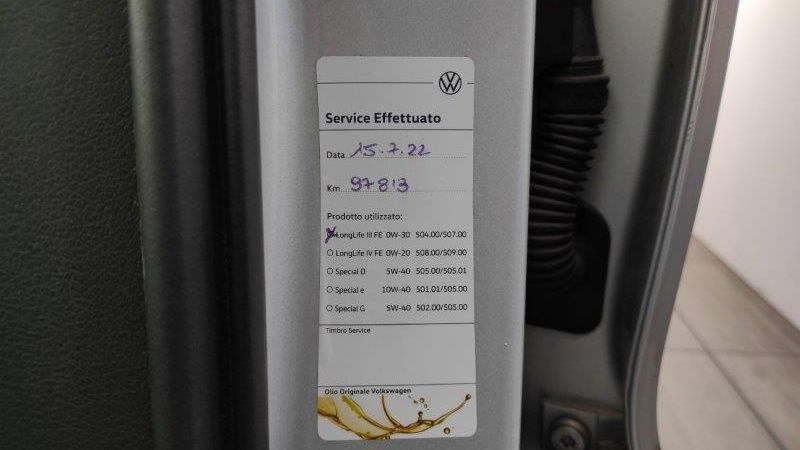 Service Effettuato
Data 15.7.22
Km 97813
Prodotto utilizzato:
LongLife III FE 0W-30 504.00/507.00
LongLife IV FE 0W-20 508.00/509.00
Special D 5W-40 505.00/505.01
Special e 10W-40 501.01/505.00
Special G 5W-40 502.00/505.00
Timbro Service
Olio Originale Volkswagen